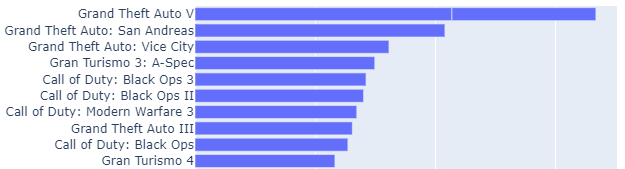 Grand Theft Auto V
Grand Theft Auto: San Andreas
Grand Theft Auto: Vice City
Gran Turismo 3: A-Spec
Call of Duty: Black Ops 3
Call of Duty: Black Ops II
Call of Duty: Modern Warfare 3
Grand Theft Auto III
Call of Duty: Black Ops
Gran Turismo 4